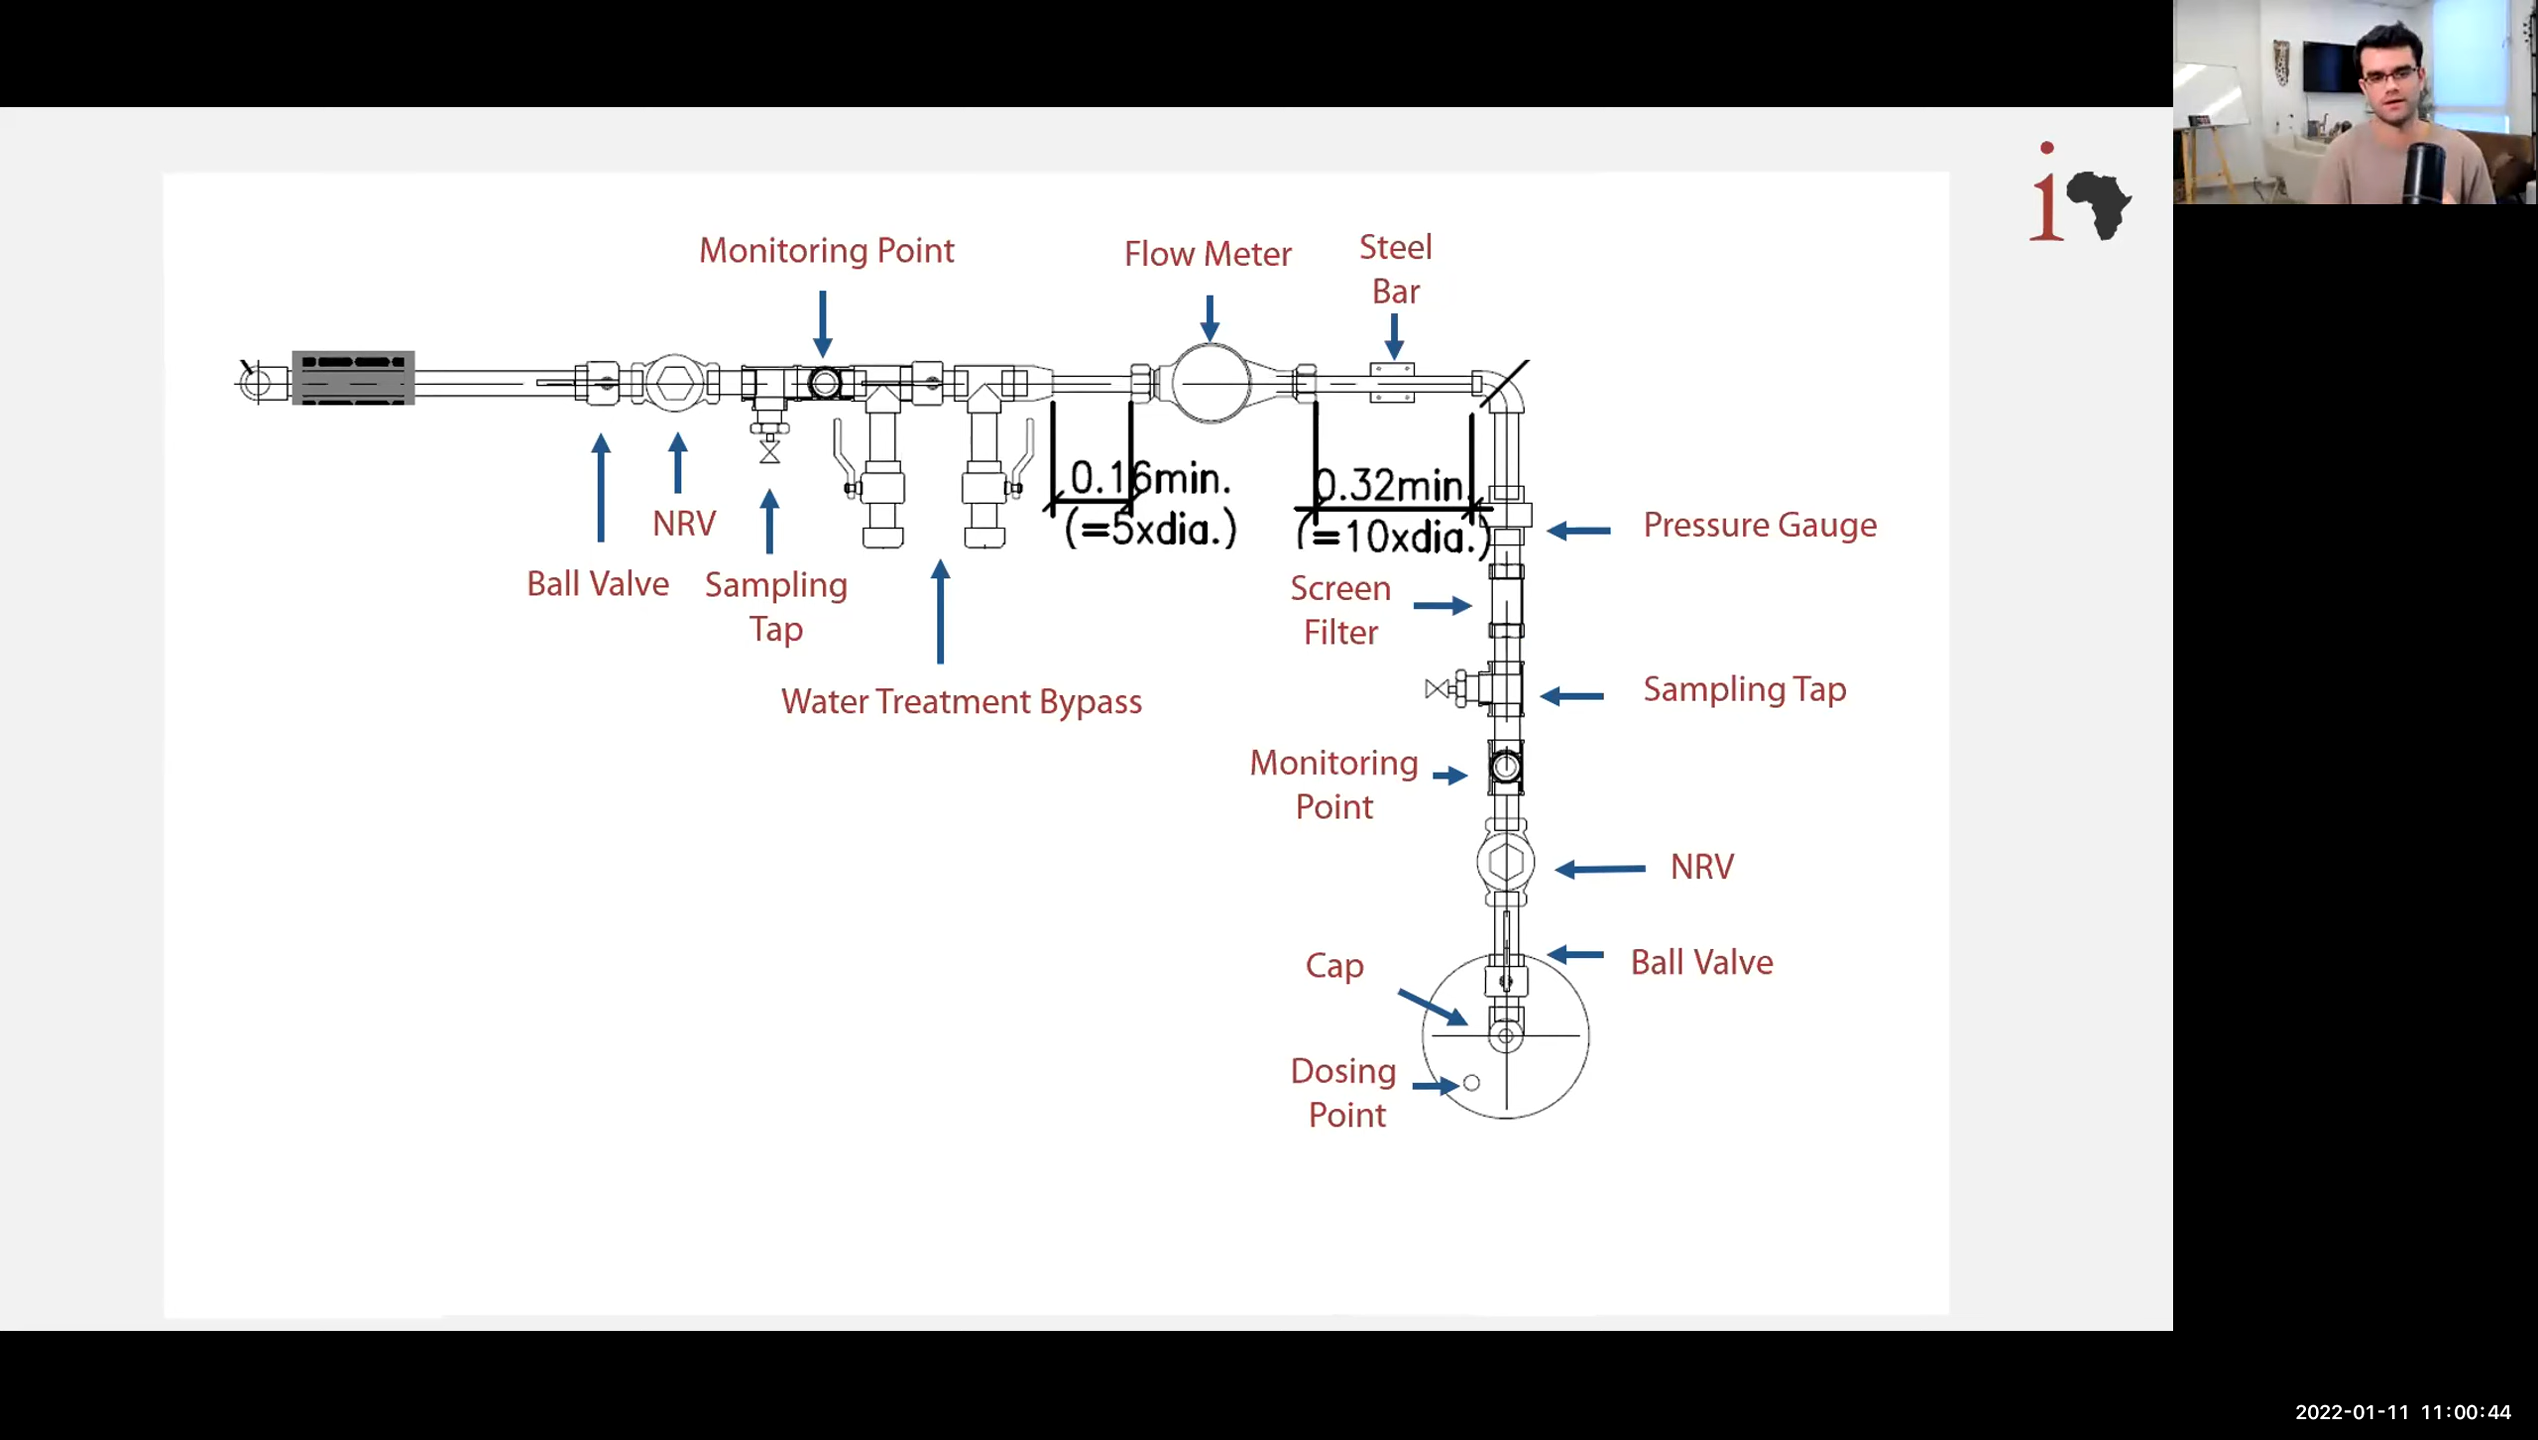 i
Monitoring Point
Flow Meter
Steel
Bar
0.16min.
(=5xdia.)
0.32min.
(=10xdia.)
NRV
Ball Valve
Sampling
Tap
Water Treatment Bypass
Pressure Gauge
Screen
Filter
Sampling Tap
Monitoring
Point
NRV
Ball Valve
Cap
Dosing
Point
2022-01-11 11:00:44